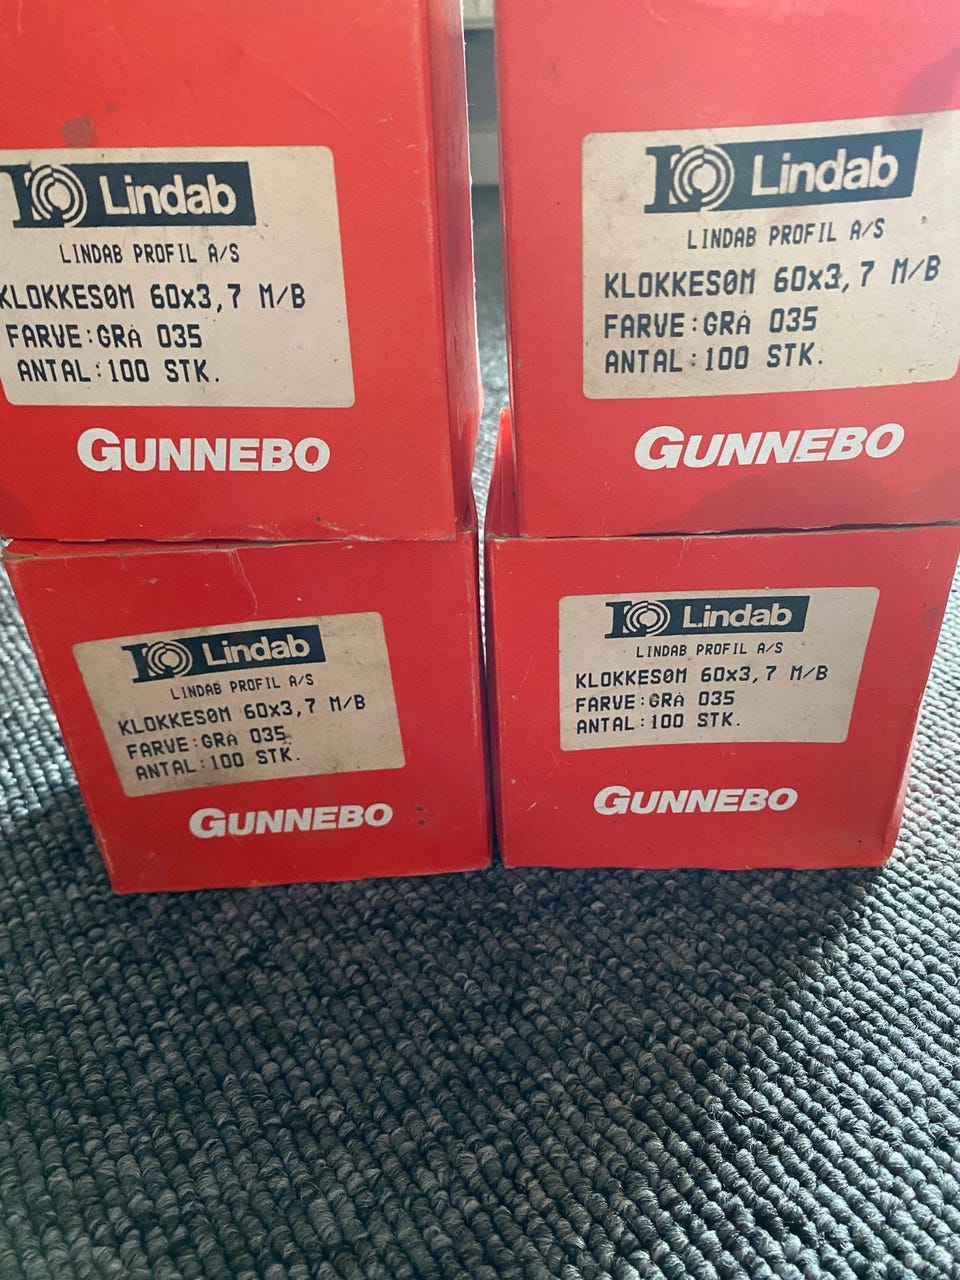 Lindab
LINDAB PROFIL A/S
KLOKKESØM 60x3,7 M/B
FARVE:GRÅ 035
ANTAL:100 STK.
GUNNEBO
Lindab
LINDAB PROFIL A/S
KLOKKESØM 60x3,7 M/B
FARVE:GRÅ 035
ANTAL:100 STK.
GUNNEBO
Lindab
LINDAB PROFIL A/S
KLOKKESØM 60x3,7 M/B
FARVE:GRÅ 035
ANTAL:100 STK.
GUNNEBO
Lindab
LINDAB PROFIL A/S
KLOKKESØM 60x3,7 M/B
FARVE:GRÅ 035
ANTAL:100 STK.
GUNNEBO